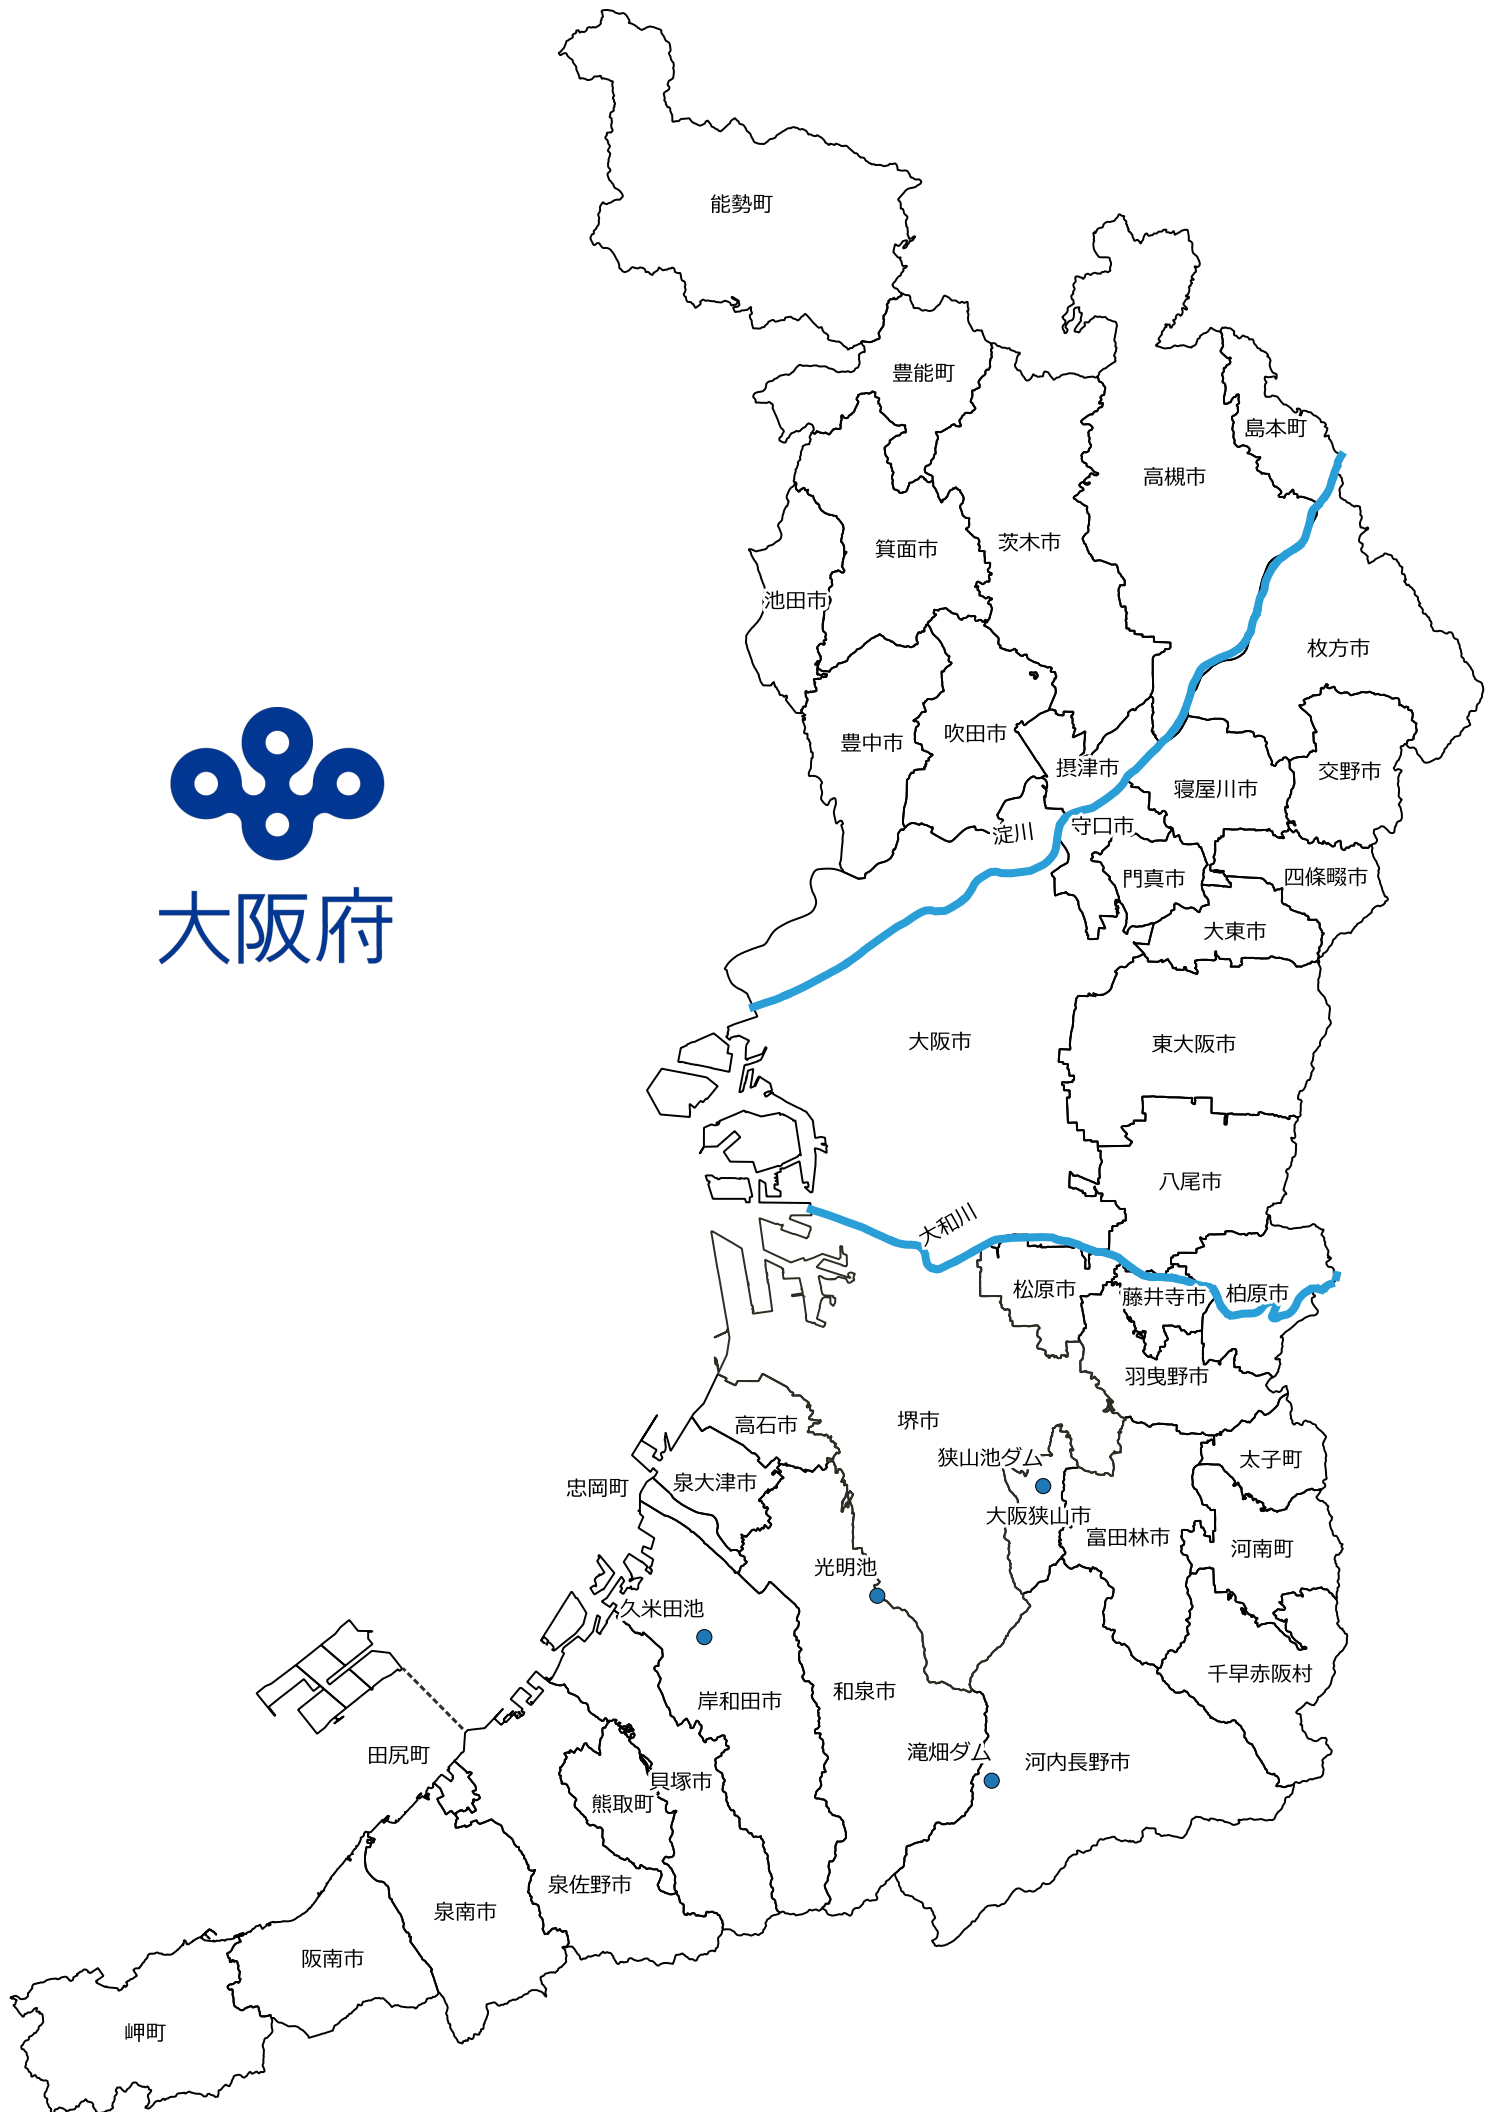 能勢町
豊能町
島本町
高槻市
茨木市
箕面市
池田市
枚方市
吹田市
豊中市
摂津市
交野市
寝屋川市
守口市
淀川
四條畷市
門真市
大東市
大阪府
大阪市
東大阪市
八尾市
大和川
松原市
柏原市
藤井寺市
羽曳野市
堺市
高石市
狭山池ダム
太子町
泉大津市
忠岡町
大阪狭山市
富田林市
河南町
光明池
久米田池
千早赤阪村
和泉市
岸和田市
滝畑ダム
田尻町
河内長野市
貝塚市
熊取町
泉佐野市
泉南市
阪南市
岬町